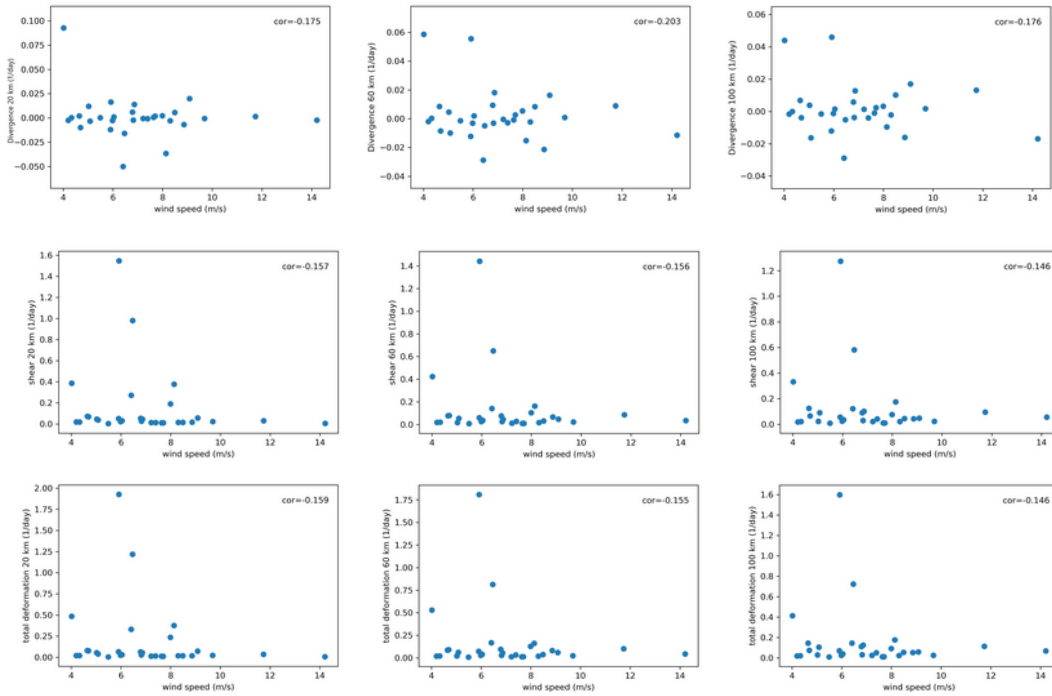 cor=-0.175
0.100
0.075
0.050
0.025
0.000
−0.025
−0.050
Divergence 20 km (1/day)
4 6 8 10 12 14
wind speed (m/s)
cor=-0.203
0.06
0.04
0.02
0.00
−0.02
−0.04
Divergence 60 km (1/day)
4 6 8 10 12 14
wind speed (m/s)
cor=-0.176
0.06
0.04
0.02
0.00
−0.02
−0.04
Divergence 100 km (1/day)
4 6 8 10 12 14
wind speed (m/s)
cor=-0.157
1.6
1.4
1.2
1.0
0.8
0.6
0.4
0.2
0.0
shear 20 km (1/day)
4 6 8 10 12 14
wind speed (m/s)
cor=-0.156
1.4
1.2
1.0
0.8
0.6
0.4
0.2
0.0
shear 60 km (1/day)
4 6 8 10 12 14
wind speed (m/s)
cor=-0.146
1.2
1.0
0.8
0.6
0.4
0.2
0.0
shear 100 km (1/day)
4 6 8 10 12 14
wind speed (m/s)
cor=-0.159
2.00
1.75
1.50
1.25
1.00
0.75
0.50
0.25
0.00
total deformation 20 km (1/day)
4 6 8 10 12 14
wind speed (m/s)
cor=-0.155
1.75
1.50
1.25
1.00
0.75
0.50
0.25
0.00
total deformation 60 km (1/day)
4 6 8 10 12 14
wind speed (m/s)
cor=-0.146
1.6
1.4
1.2
1.0
0.8
0.6
0.4
0.2
0.0
total deformation 100 km (1/day)
4 6 8 10 12 14
wind speed (m/s)